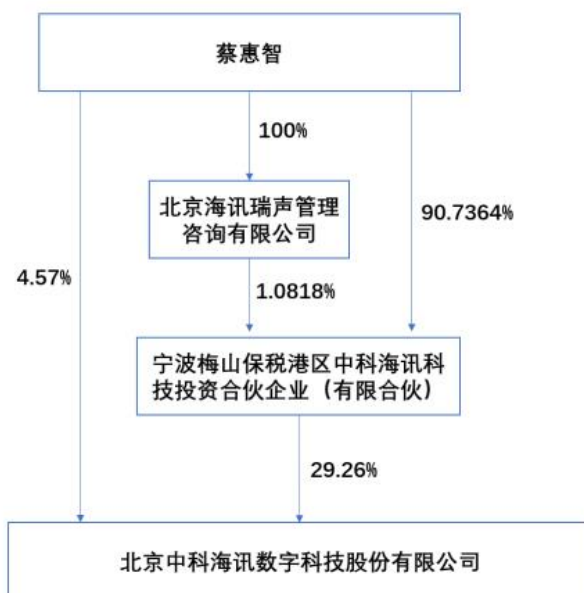 蔡惠智
100%
北京海讯瑞声管理
咨询有限公司
90.7364%
4.57%
1.0818%
宁波梅山保税港区中科海讯科
技投资合伙企业（有限合伙）
29.26%
北京中科海讯数字科技股份有限公司